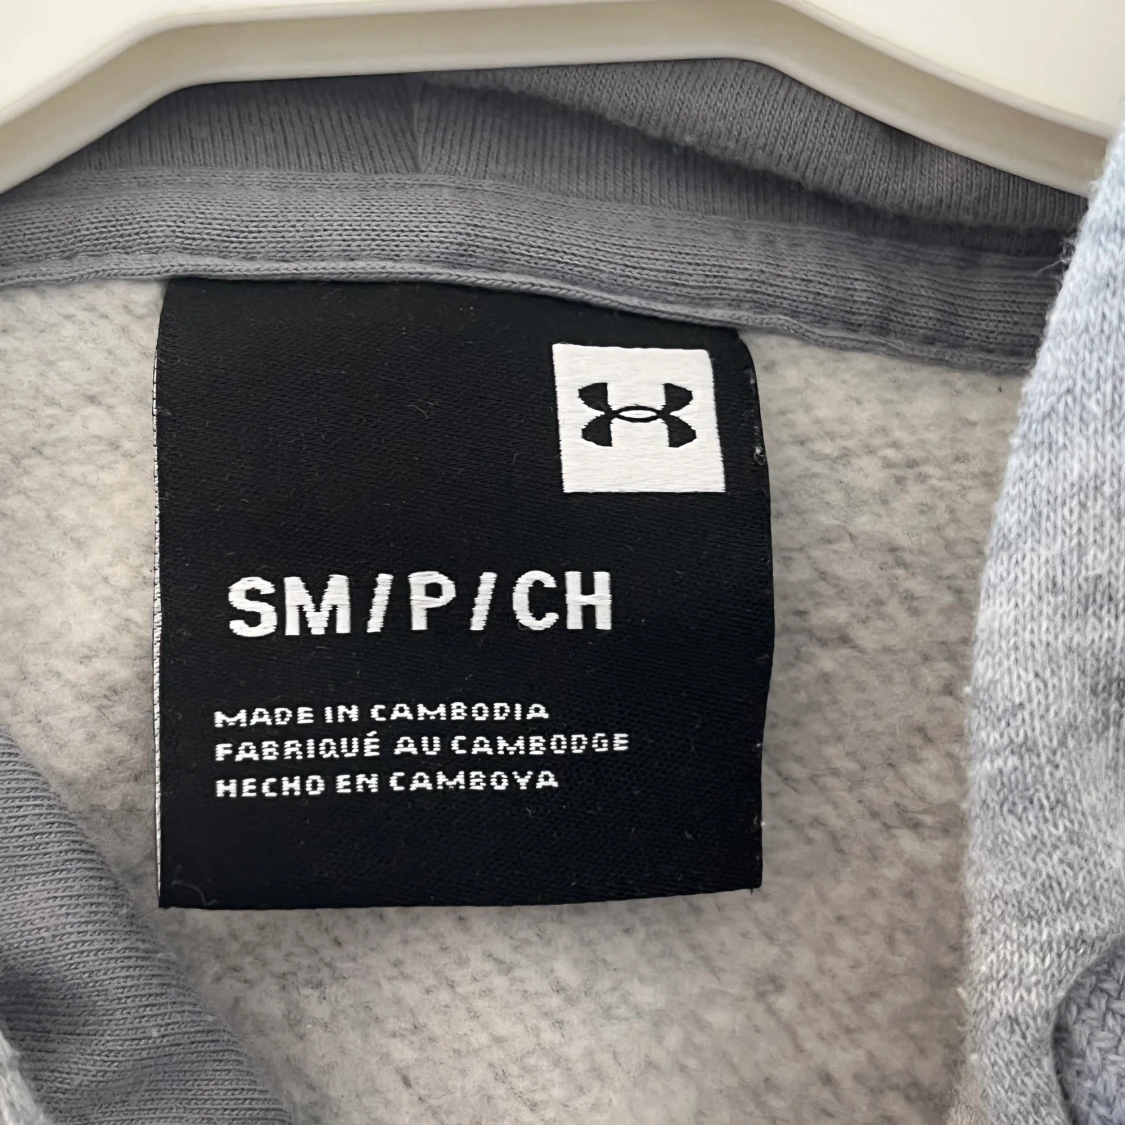 SM/P/CH
MADE IN CAMBODIA
FABRIQUÉ AU CAMBODGE
HECHO EN CAMBOYA